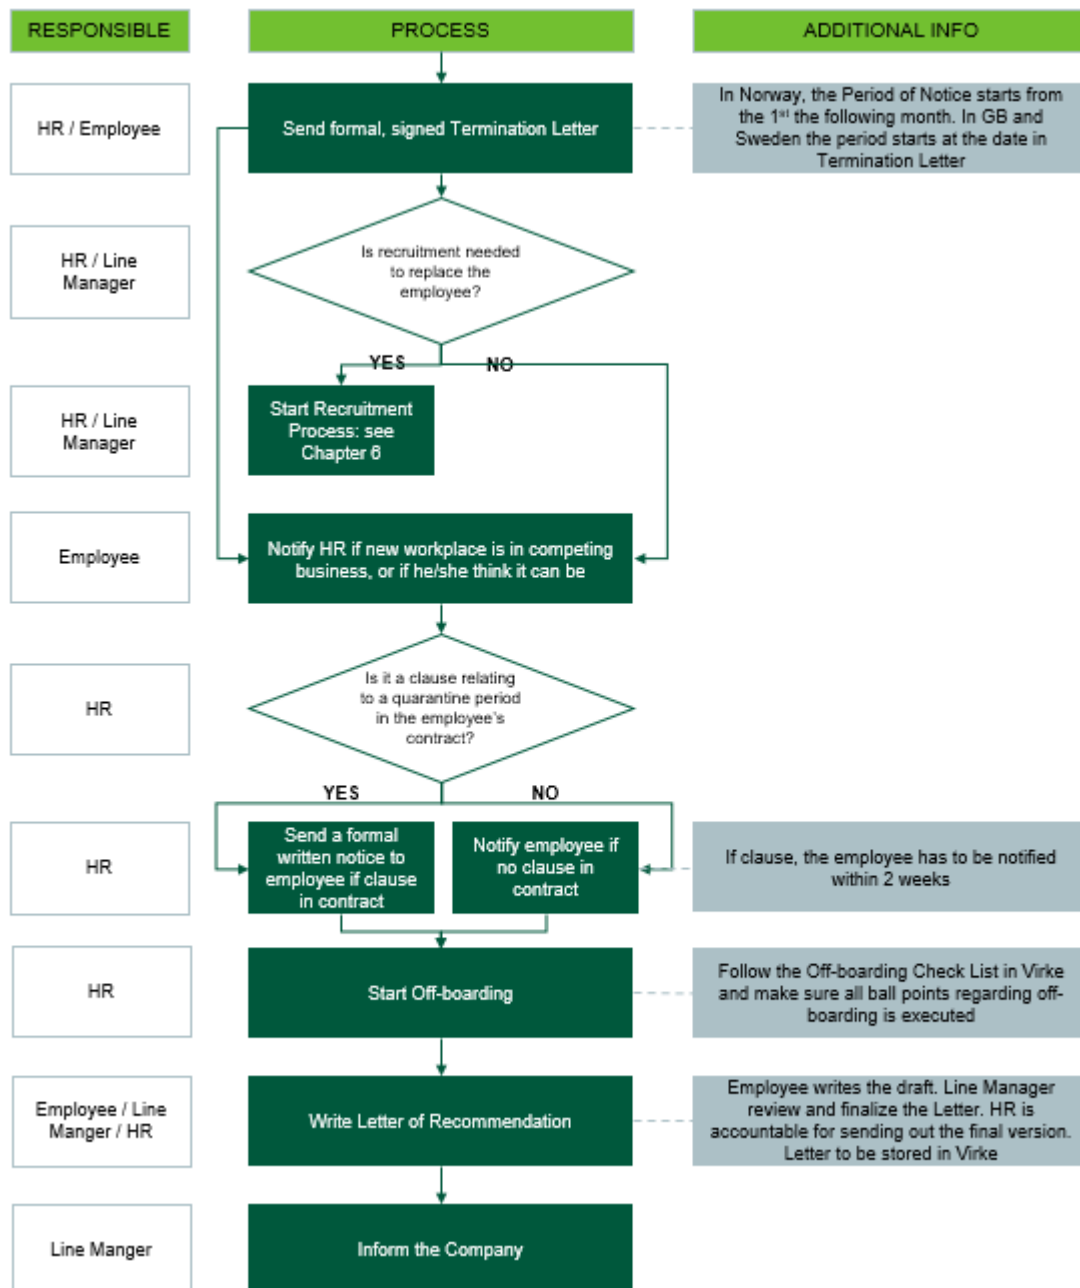 RESPONSIBLE
PROCESS
ADDITIONAL INFO
HR / Employee
Send formal, signed Termination Letter
In Norway, the Period of Notice starts from
the 1st the following month. In GB and
Sweden the period starts at the date in
Termination Letter
HR / Line
Manager
Is recruitment needed
to replace the
employee?
YES
NO
HR / Line
Manager
Start Recruitment
Process: see
Chapter 6
Employee
Notify HR if new workplace is in competing
business, or if he/she think it can be
HR
Is it a clause relating
to a quarantine period
in the employee's
contract?
YES
NO
HR
Send a formal
written notice to
employee if clause
in contract
Notify employee if
no clause in
contract
If clause, the employee has to be notified
within 2 weeks
HR
Start Off-boarding
Follow the Off-boarding Check List in Virke
and make sure all ball points regarding off-
boarding is executed
Employee / Line
Manger / HR
Write Letter of Recommendation
Employee writes the draft. Line Manager
review and finalize the Letter. HR is
accountable for sending out the final version.
Letter to be stored in Virke
Line Manger
Inform the Company